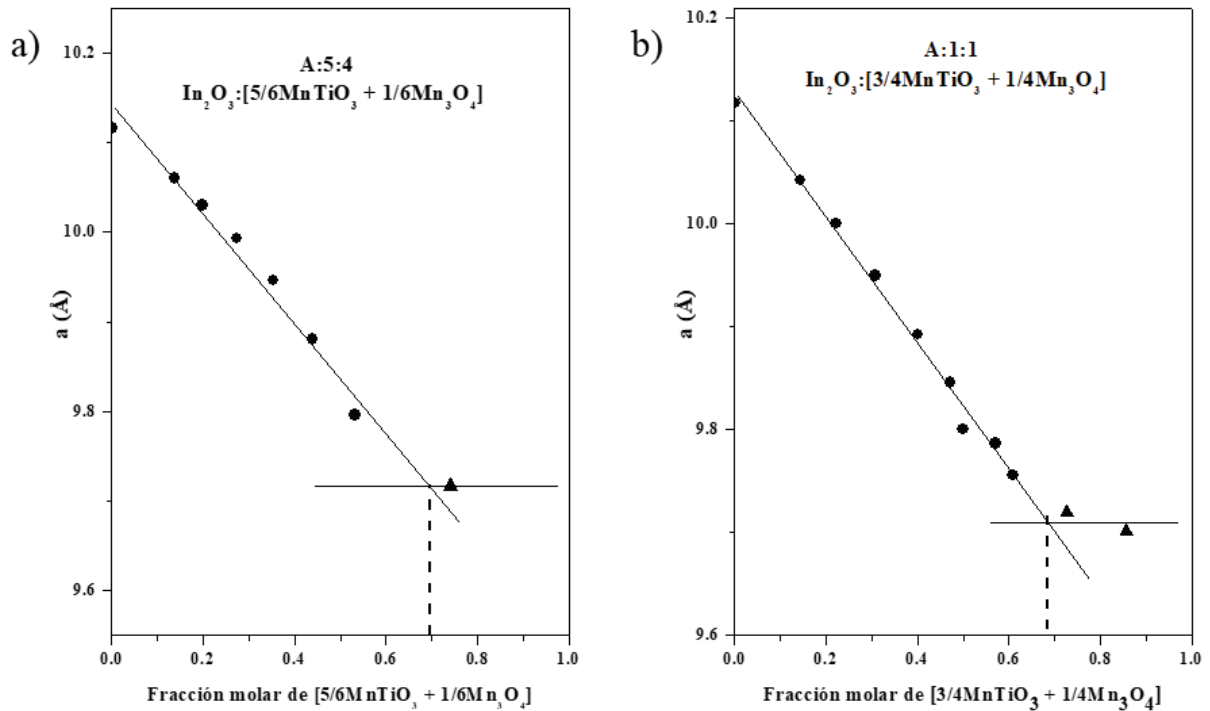 a)
A:5:4
In₂O₃:[5/6MnTiO₃ + 1/6Mn₃O₄]
10.2
10.0
9.8
9.6
a (Å)
0.0 0.2 0.4 0.6 0.8 1.0
Fracción molar de [5/6MnTiO₃ + 1/6Mn₃O₄]
b)
A:1:1
In₂O₃:[3/4MnTiO₃ + 1/4Mn₃O₄]
10.2
10.0
9.8
9.6
a (Å)
0.0 0.2 0.4 0.6 0.8 1.0
Fracción molar de [3/4MnTiO₃ + 1/4Mn₃O₄]